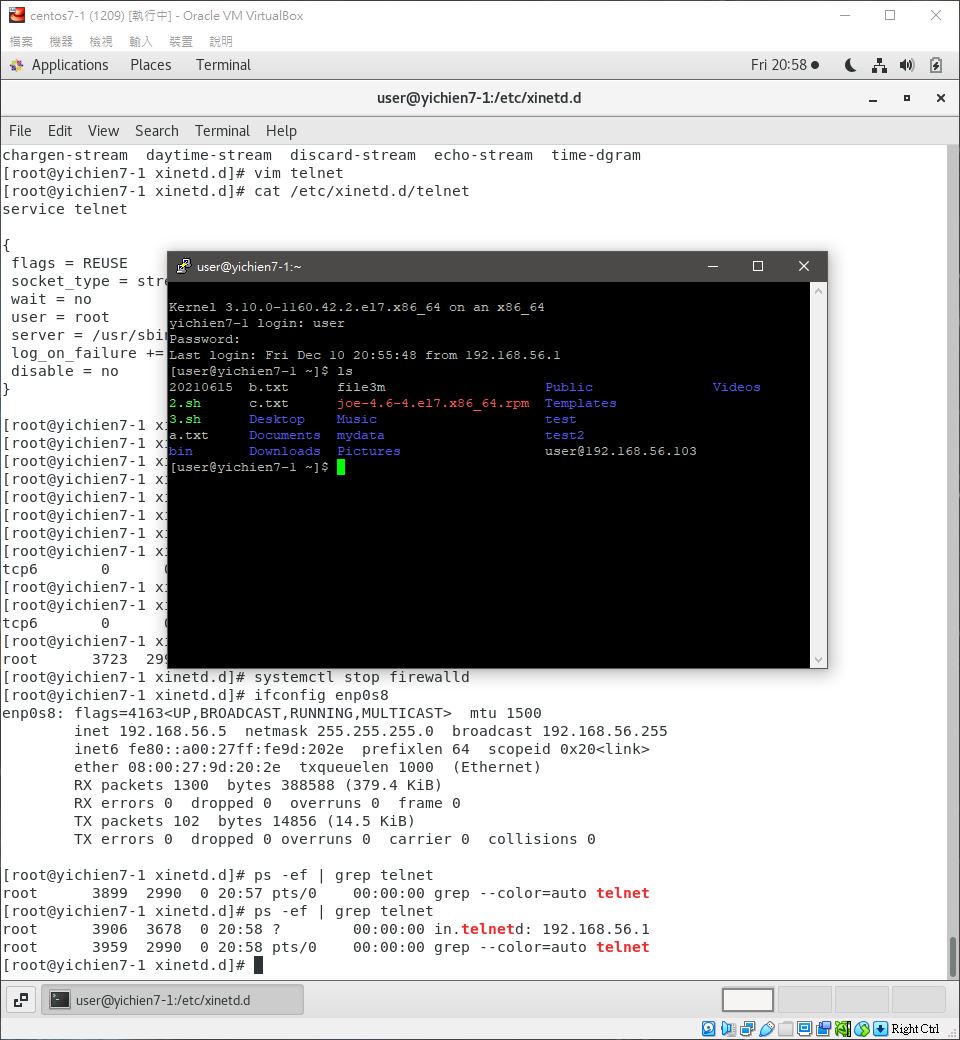 centos7-1 (1209) [執行中] - Oracle VM VirtualBox
檔案 機器 檢視 輸入 裝置 說明
Applications Places Terminal Fri 20:58
user@yichien7-1:/etc/xinetd.d
File Edit View Search Terminal Help
chargen-stream daytime-stream discard-stream echo-stream time-dgram
[root@yichien7-1 xinetd.d]# vim telnet
[root@yichien7-1 xinetd.d]# cat /etc/xinetd.d/telnet
service telnet
{
flags = REUSE
socket_type = stre
wait = no
user = root
server = /usr/sbin
log_on_failure +=
disable = no
}
[root@yichien7-1 xi
[root@yichien7-1 xi
[root@yichien7-1 xi
[root@yichien7-1 xi
[root@yichien7-1 xi
[root@yichien7-1 xi
[root@yichien7-1 xi
[root@yichien7-1 xi
tcp6 0 0
[root@yichien7-1 xi
[root@yichien7-1 xi
tcp6 0 0
[root@yichien7-1 xi
root 3723 299
user@yichien7-1:~
Kernel 3.10.0-1160.42.2.el7.x86_64 on an x86_64
yichien7-1 login: user
Password:
Last login: Fri Dec 10 20:55:48 from 192.168.56.1
[user@yichien7-1 ~]$ ls
20210615 b.txt file3m Public Videos
2.sh c.txt joe-4.6-4.el7.x86_64.rpm Templates
3.sh Desktop Music test
a.txt Documents mydata test2
bin Downloads Pictures user@192.168.56.103
[user@yichien7-1 ~]$
[root@yichien7-1 xinetd.d]# systemctl stop firewalld
[root@yichien7-1 xinetd.d]# ifconfig enp0s8
enp0s8: flags=4163<UP,BROADCAST,RUNNING,MULTICAST> mtu 1500
inet 192.168.56.5 netmask 255.255.255.0 broadcast 192.168.56.255
inet6 fe80::a00:27ff:fe9d:202e prefixlen 64 scopeid 0x20<link>
ether 08:00:27:9d:20:2e txqueuelen 1000 (Ethernet)
RX packets 1300 bytes 388588 (379.4 KiB)
RX errors 0 dropped 0 overruns 0 frame 0
TX packets 102 bytes 14856 (14.5 KiB)
TX errors 0 dropped 0 overruns 0 carrier 0 collisions 0
[root@yichien7-1 xinetd.d]# ps -ef | grep telnet
root 3899 2990 0 20:57 pts/0 00:00:00 grep --color=auto telnet
[root@yichien7-1 xinetd.d]# ps -ef | grep telnet
root 3906 3678 0 20:58 ? 00:00:00 in.telnetd: 192.168.56.1
root 3959 2990 0 20:58 pts/0 00:00:00 grep --color=auto telnet
[root@yichien7-1 xinetd.d]#
user@yichien7-1:/etc/xinetd.d
Right Ctrl